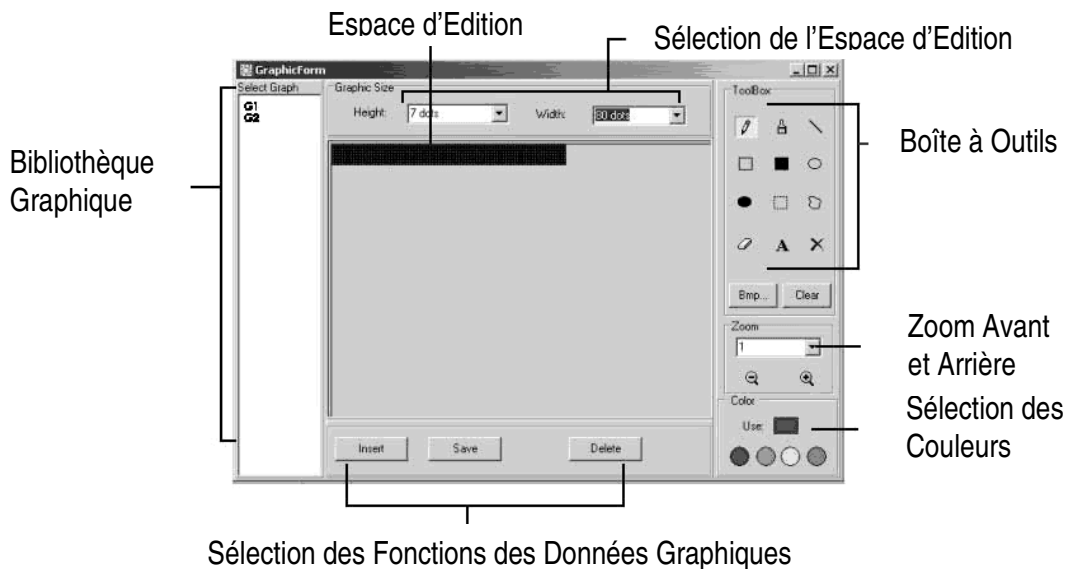 Espace d'Edition
Sélection de l'Espace d'Edition
GraphicForm
Select Graph
Graphic Size
ToolBox
G1
G2
Height: 7 dots
Width: 80 dots
Boîte à Outils
Bibliothèque
Graphique
A
Bmp... Clear
Zoom
1
Zoom Avant
et Arrière
Color
Use:
Sélection des
Couleurs
Insert Save Delete
Sélection des Fonctions des Données Graphiques